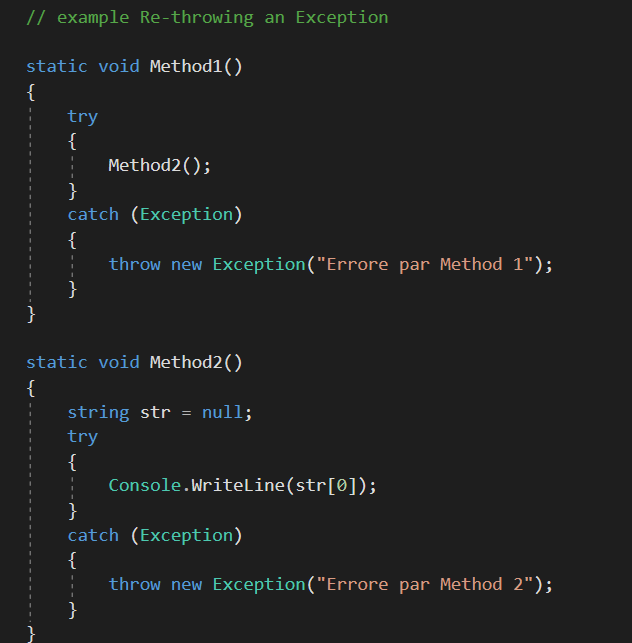 // example Re-throwing an Exception
static void Method1()
{
try
{
Method2();
}
catch (Exception)
{
throw new Exception("Errore par Method 1");
}
}
static void Method2()
{
string str = null;
try
{
Console.WriteLine(str[0]);
}
catch (Exception)
{
throw new Exception("Errore par Method 2");
}
}